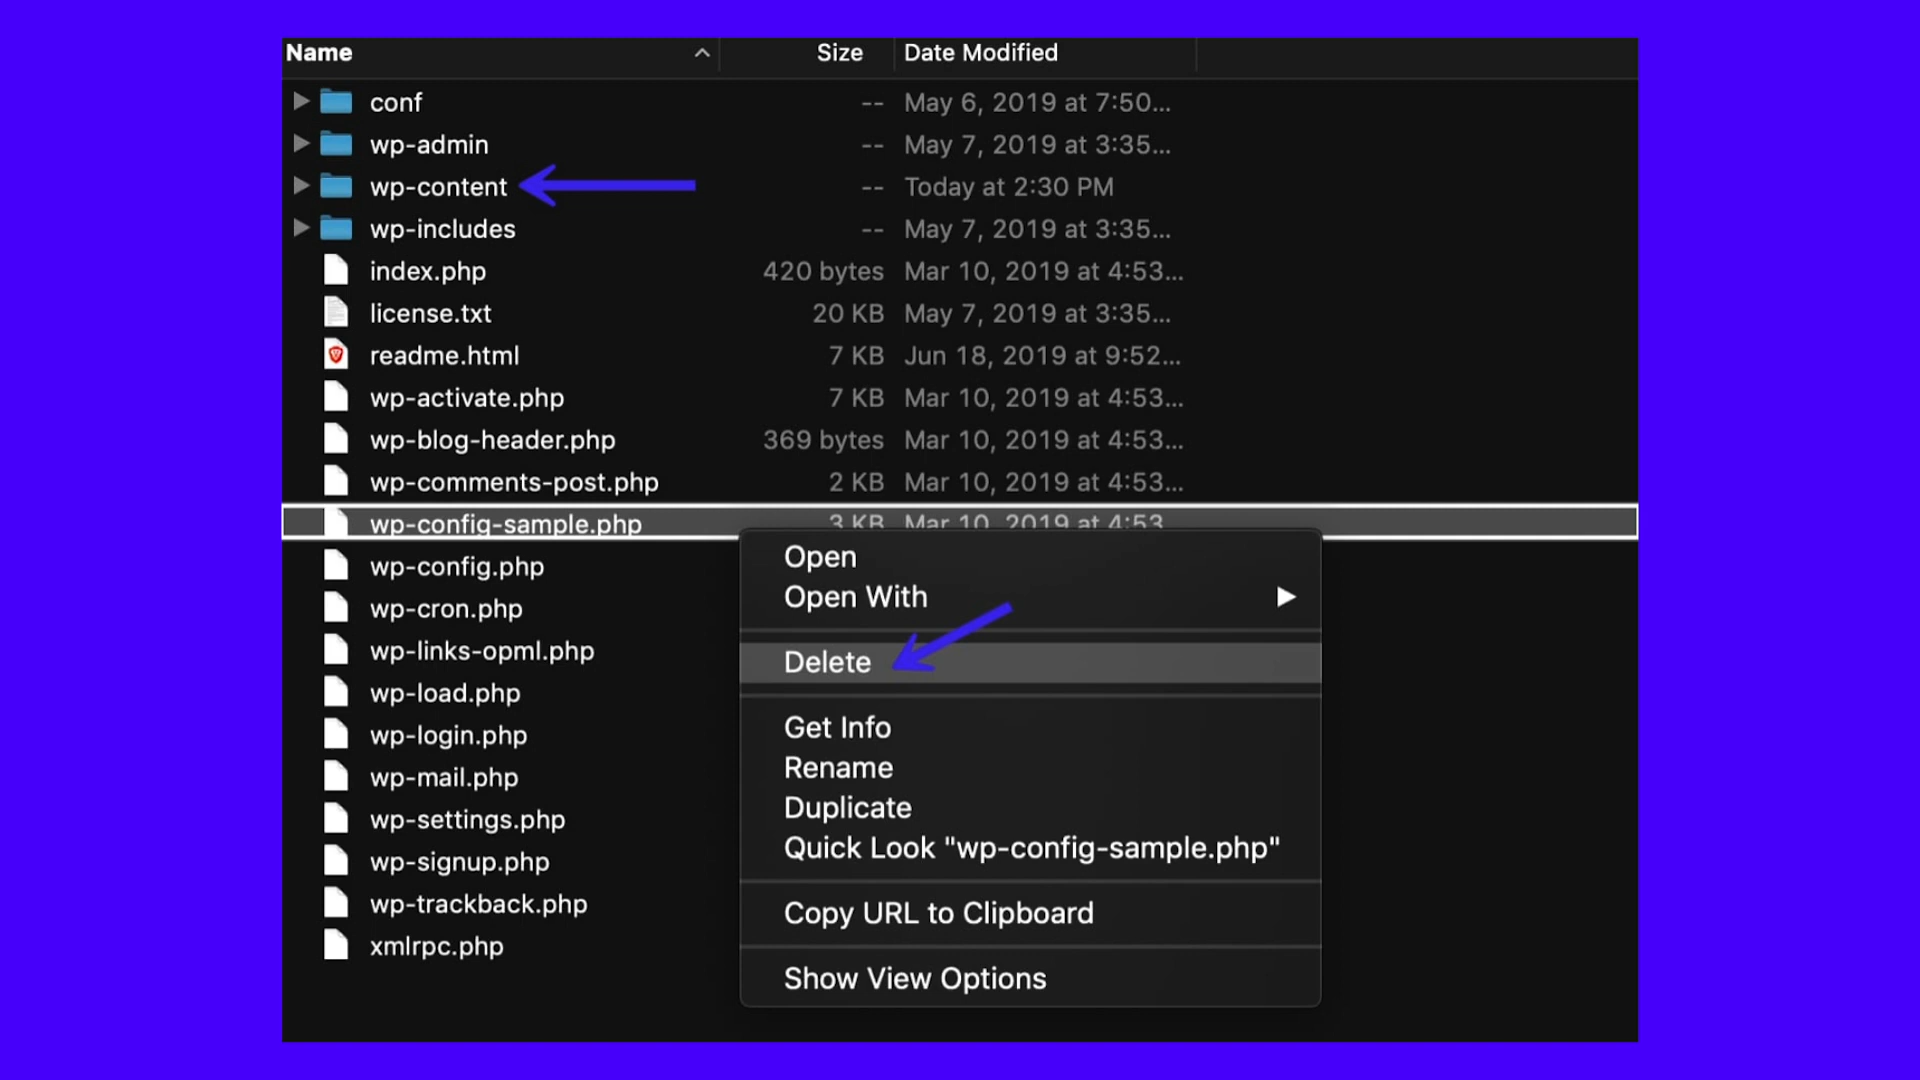 Name Size Date Modified
conf -- May 6, 2019 at 7:50...
wp-admin -- May 7, 2019 at 3:35...
wp-content -- Today at 2:30 PM
wp-includes -- May 7, 2019 at 3:35...
index.php 420 bytes Mar 10, 2019 at 4:53...
license.txt 20 KB May 7, 2019 at 3:35...
readme.html 7 KB Jun 18, 2019 at 9:52...
wp-activate.php 7 KB Mar 10, 2019 at 4:53...
wp-blog-header.php 369 bytes Mar 10, 2019 at 4:53...
wp-comments-post.php 2 KB Mar 10, 2019 at 4:53...
wp-config-sample.php 3 KB Mar 10, 2019 at 4:53
wp-config.php
wp-cron.php
wp-links-opml.php
wp-load.php
wp-login.php
wp-mail.php
wp-settings.php
wp-signup.php
wp-trackback.php
xmlrpc.php
Open
Open With
Delete
Get Info
Rename
Duplicate
Quick Look "wp-config-sample.php"
Copy URL to Clipboard
Show View Options